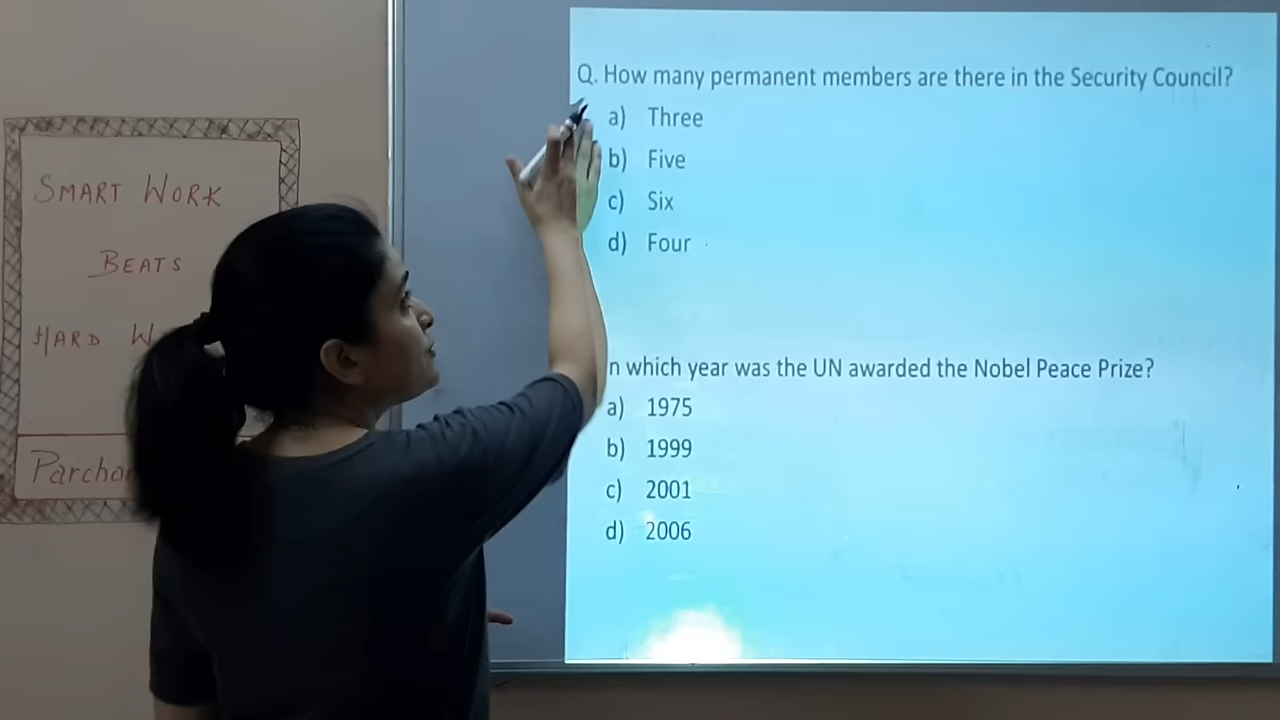 SMART WORK
BEATS
HARD
Q. How many permanent members are there in the Security Council?
a) Three
b) Five
c) Six
d) Four
n which year was the UN awarded the Nobel Peace Prize?
a) 1975
b) 1999
c) 2001
d) 2006